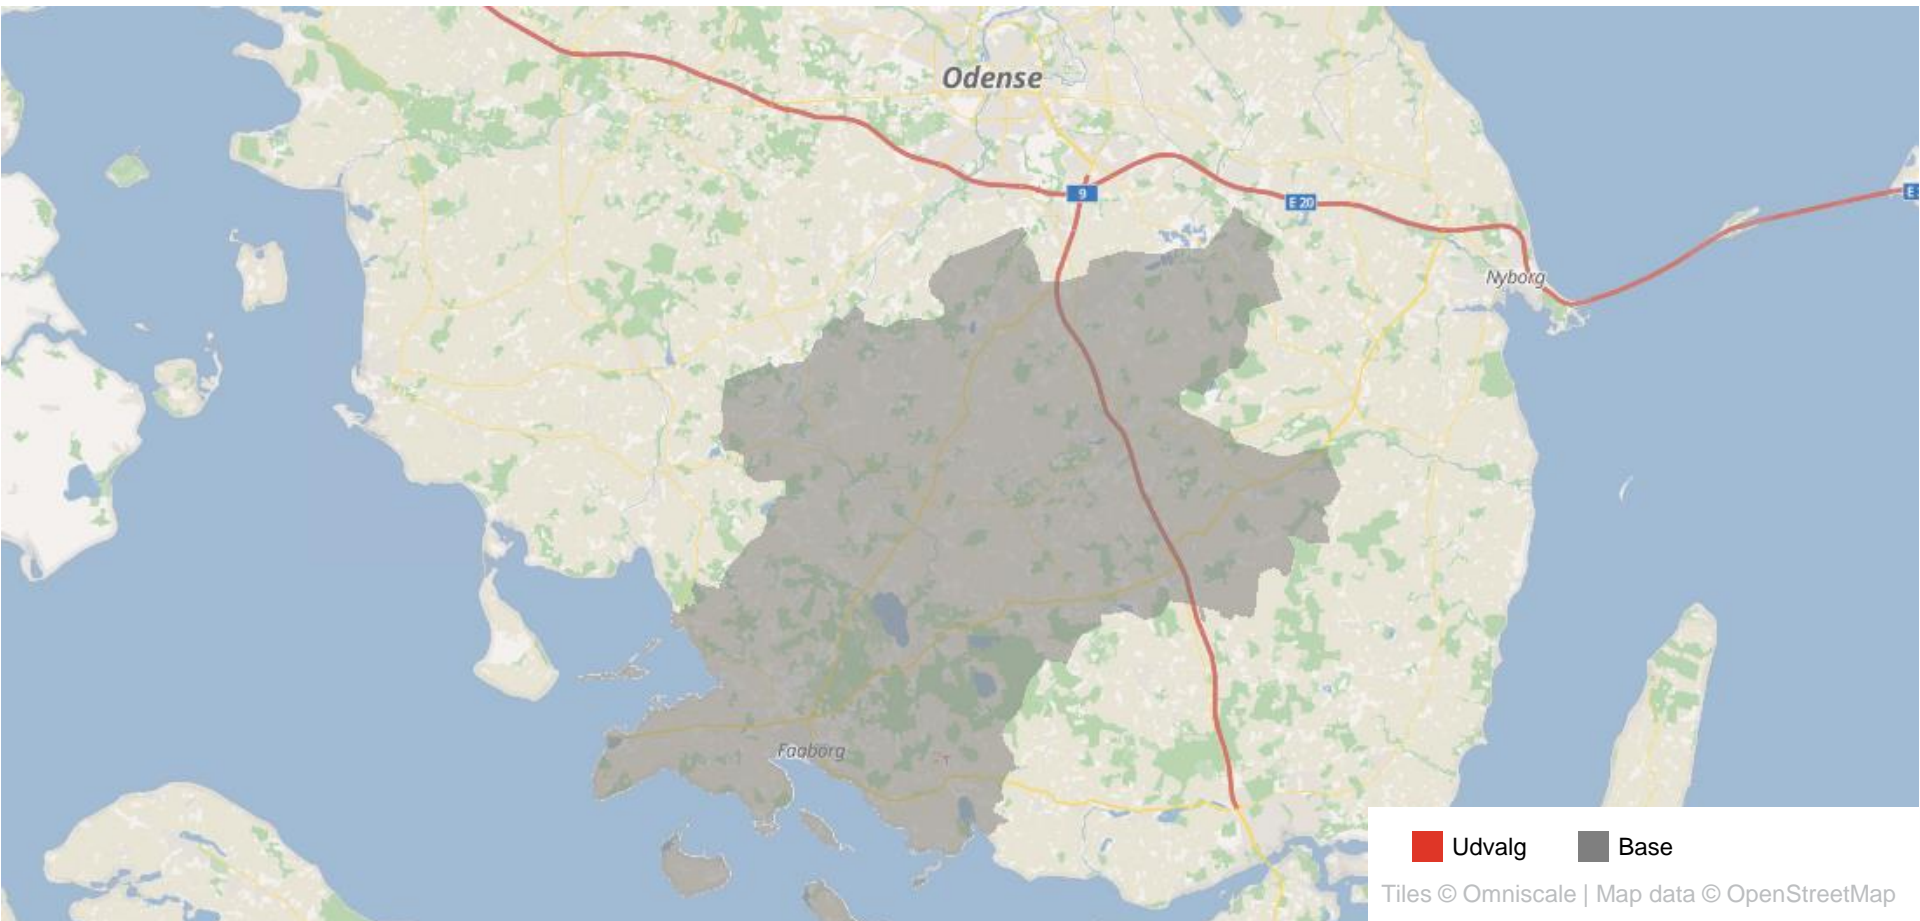 Odense
9
E 20
E
Nyborg
Faaborg
Udvalg
Base
Tiles © Omniscale | Map data © OpenStreetMap